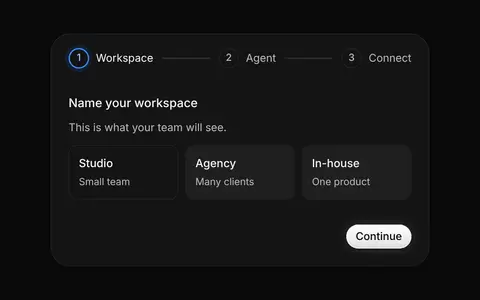 1 Workspace 2 Agent 3 Connect
Name your workspace
This is what your team will see.
Studio Agency In-house
Small team Many clients One product
Continue